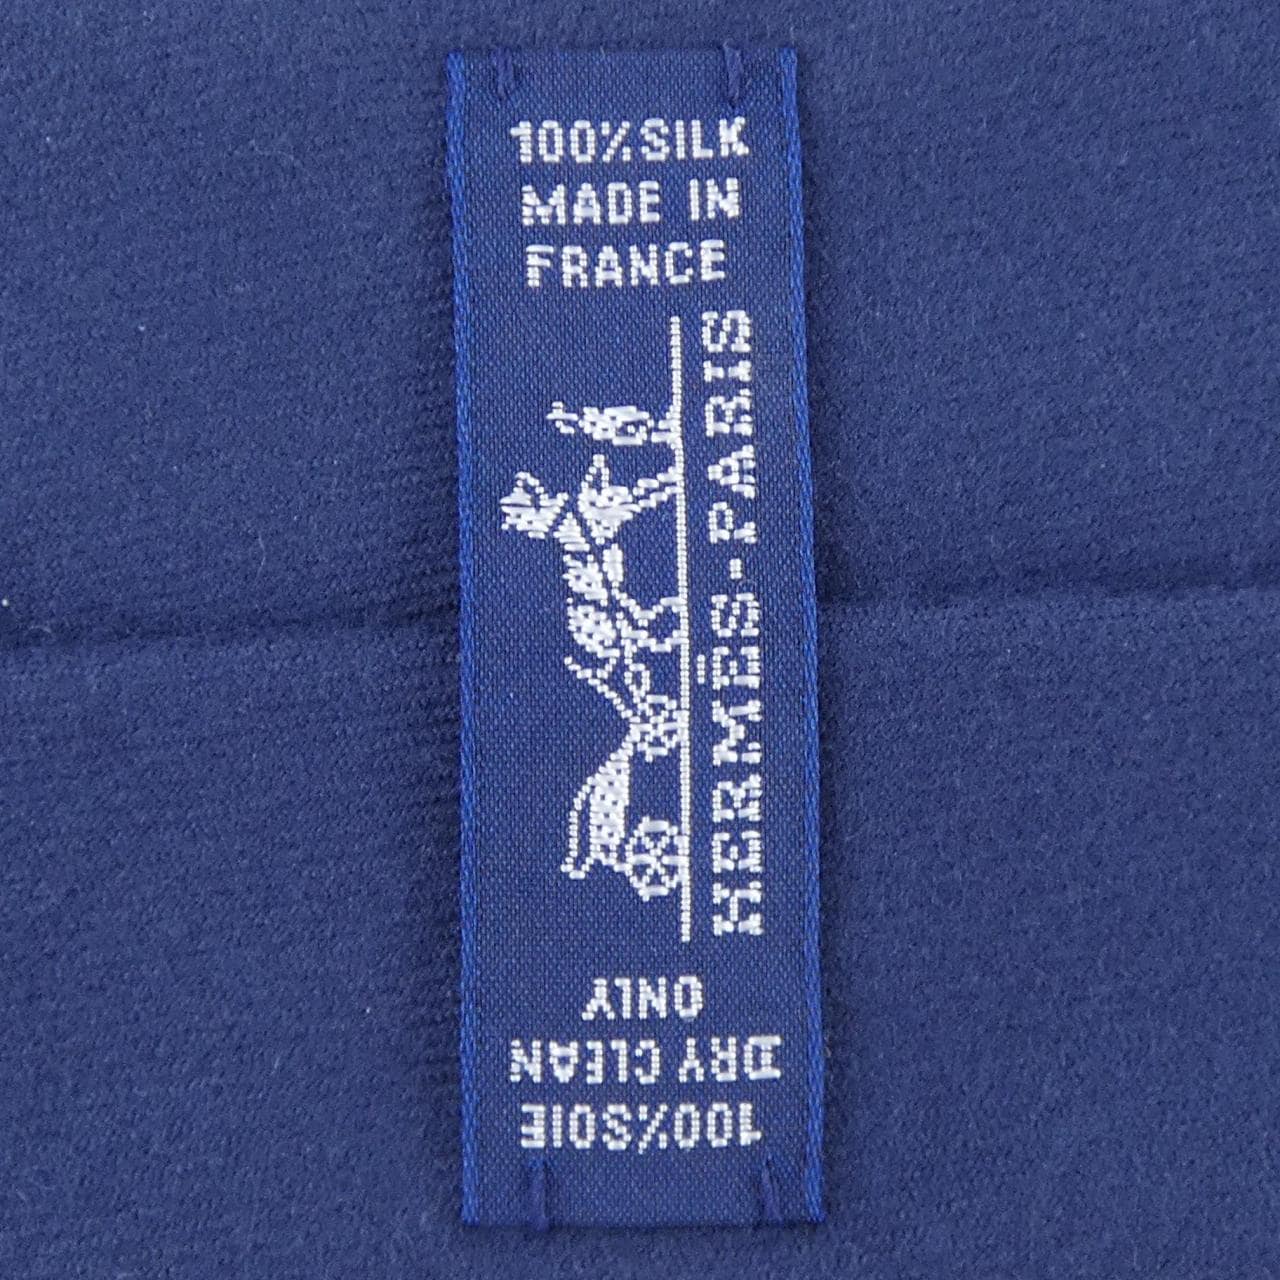 100%SILK
MADE IN
FRANCE
HERMÈS-PARIS
100%SOIE
DRY CLEAN
ONLY